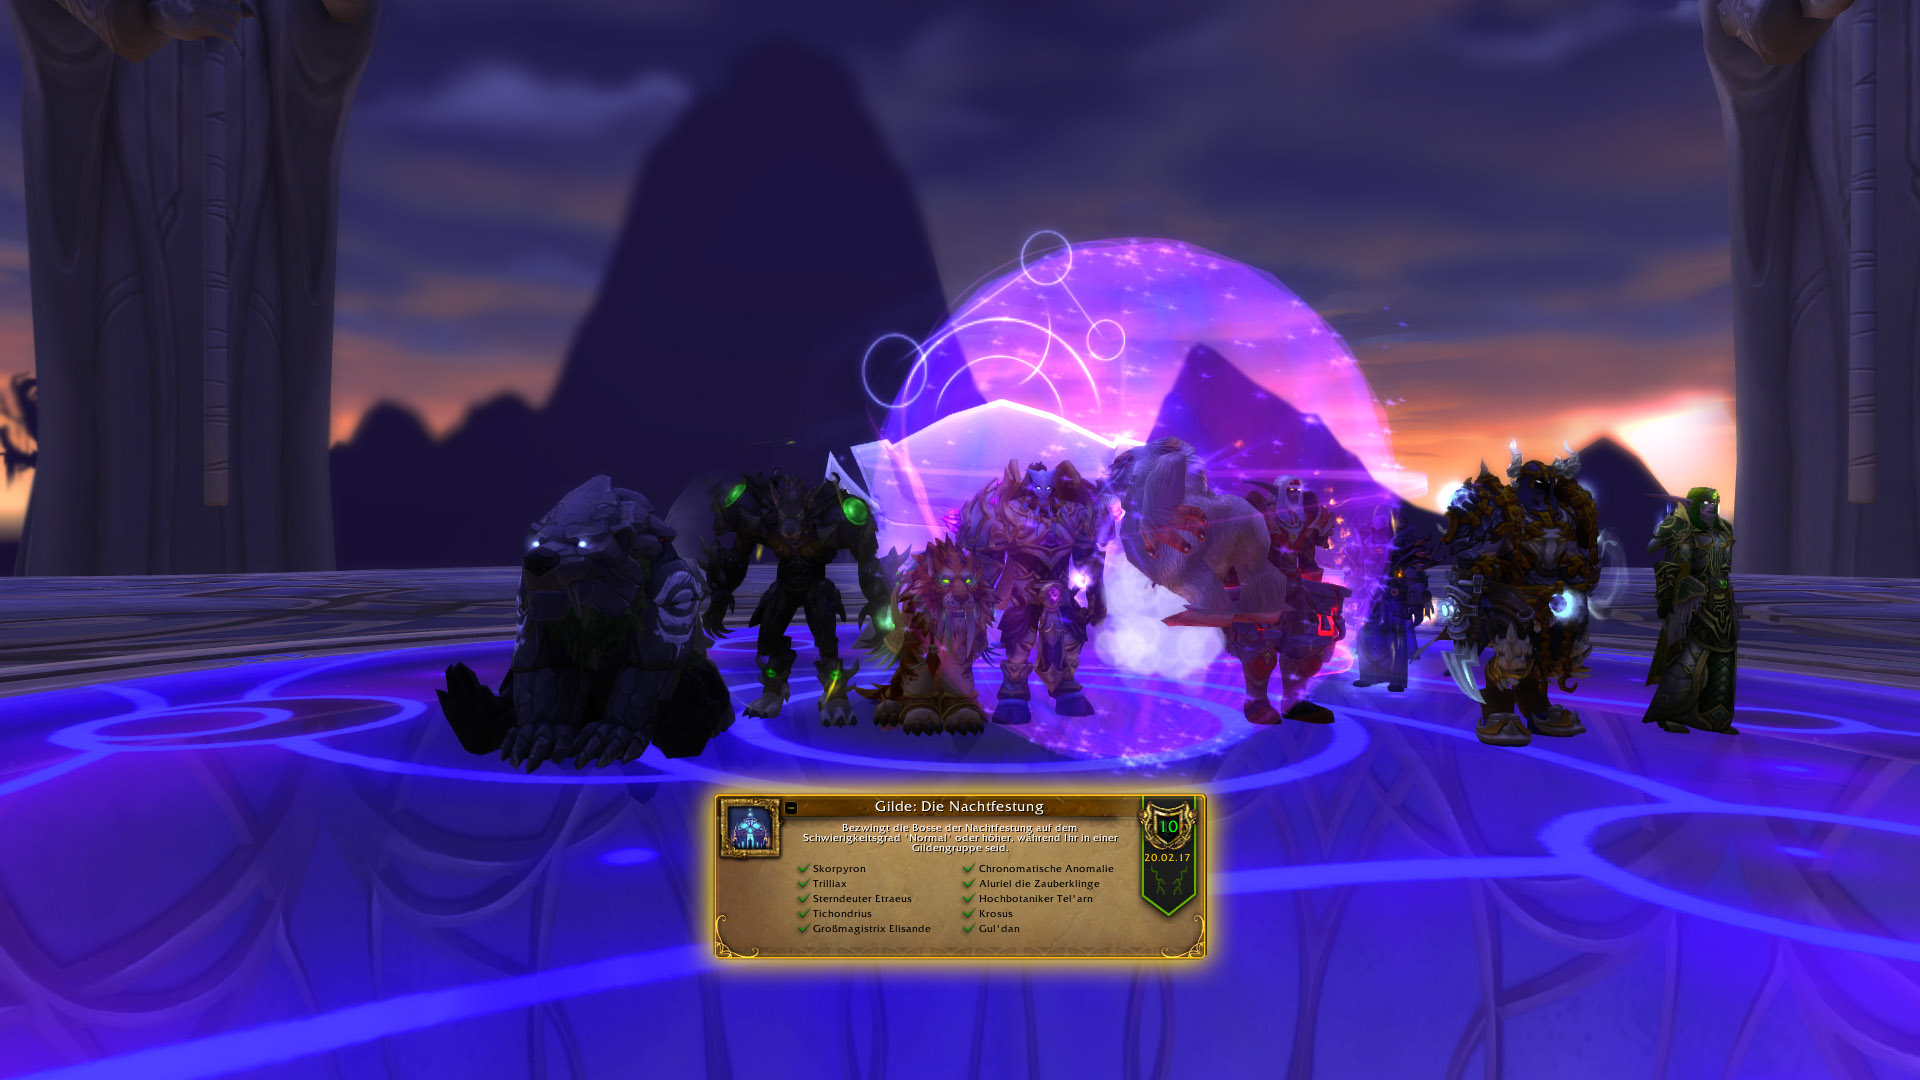 Gilde: Die Nachtfestung
Bezwingt die Bosse der Nachtfestung auf dem
Schwierigkeitsgrad "Normal" oder höher, während Ihr in einer
Gildengruppe seid.
10
20.02.17
Skorpyron
Chronomatische Anomalie
Trilliax
Aluriel die Zauberklinge
Sterndeuter Etraeus
Hochbotaniker Tel'arn
Tichondrius
Krosus
Großmagistrix Elisande
Gul'dan